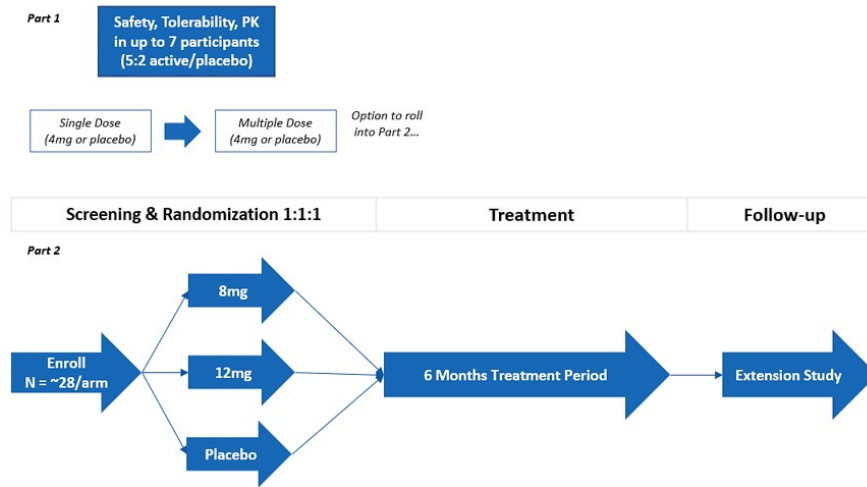 Part 1
Safety, Tolerability, PK
in up to 7 participants
(5:2 active/placebo)
Single Dose
(4mg or placebo)
Multiple Dose
(4mg or placebo)
Option to roll
into Part 2...
Screening & Randomization 1:1:1
Treatment
Follow-up
Part 2
8mg
Enroll
N = ~28/arm
12mg
6 Months Treatment Period
Extension Study
Placebo